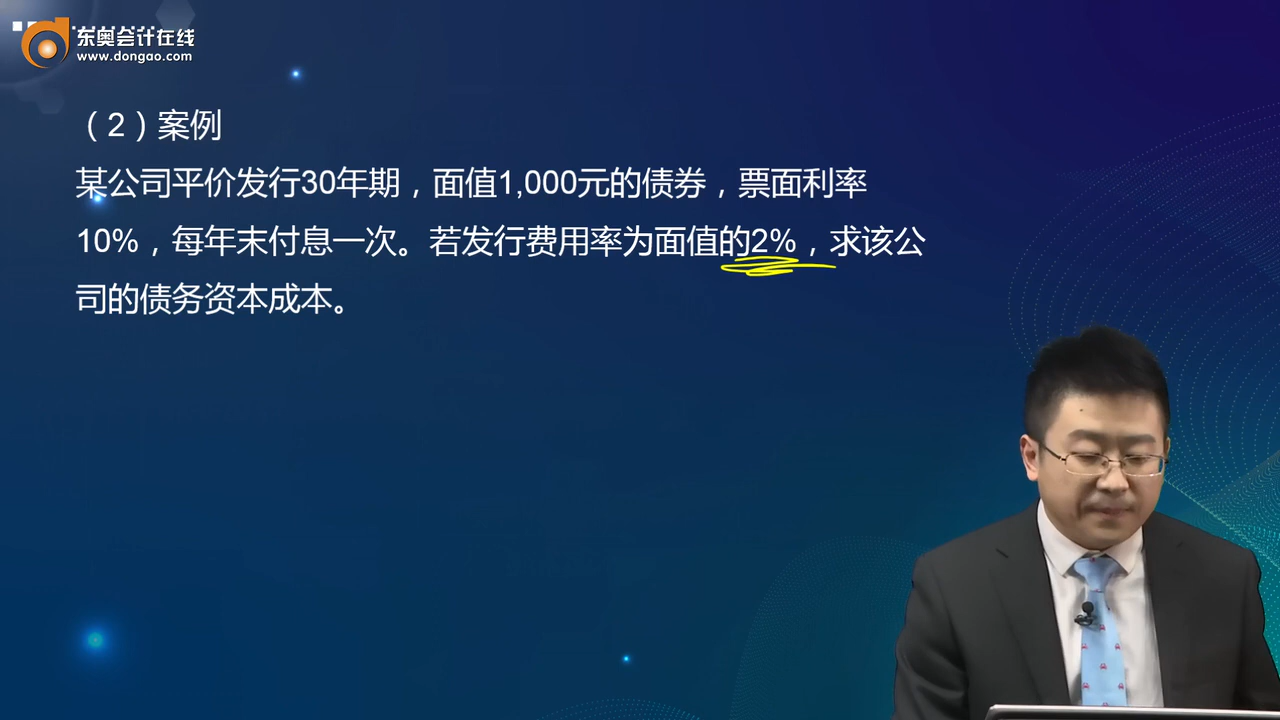 东奥会计在线
www.dongao.com
（2）案例
某公司平价发行30年期，面值1,000元的债券，票面利率
10%，每年末付息一次。若发行费用率为面值的2%，求该公
司的债务资本成本。